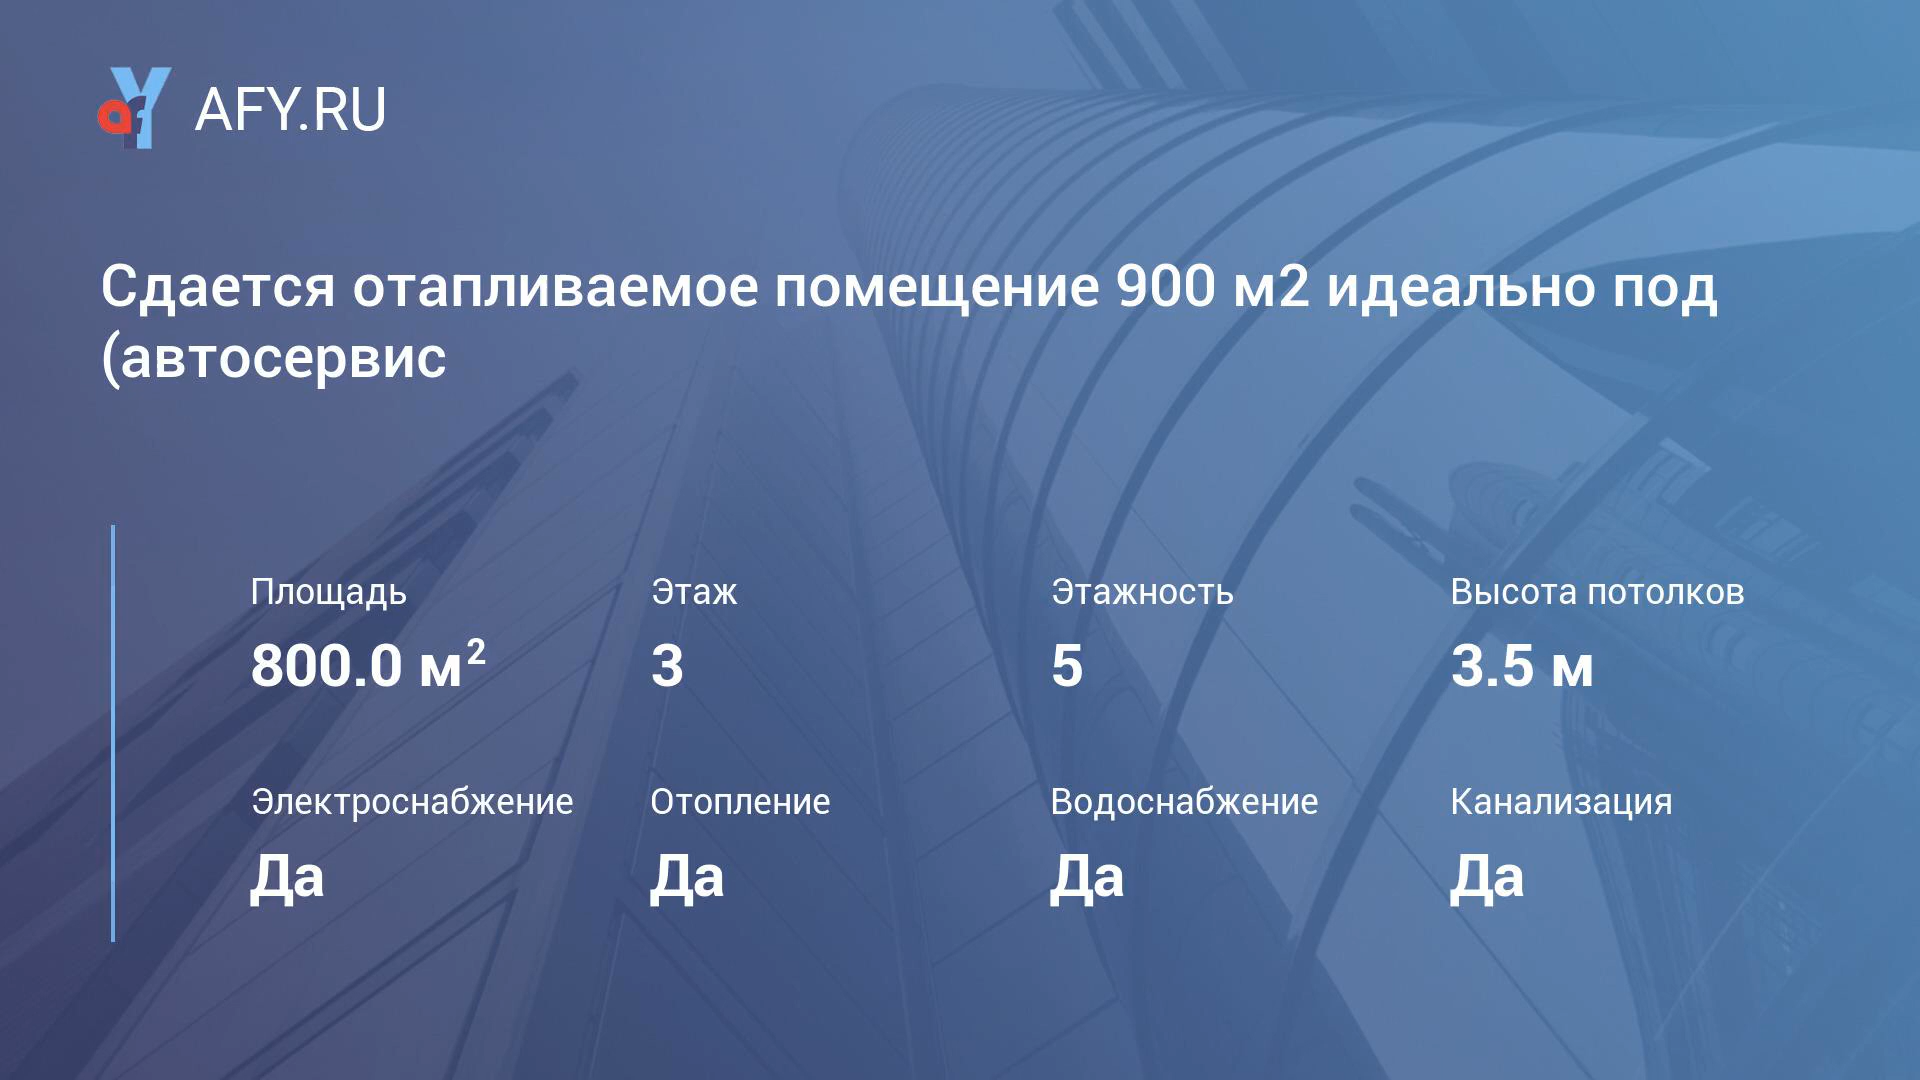 AFY.RU
Сдается отапливаемое помещение 900 м2 идеально под
(автосервис
Площадь
800.0 м²
Этаж
3
Этажность
5
Высота потолков
3.5 м
Электроснабжение
Да
Отопление
Да
Водоснабжение
Да
Канализация
Да